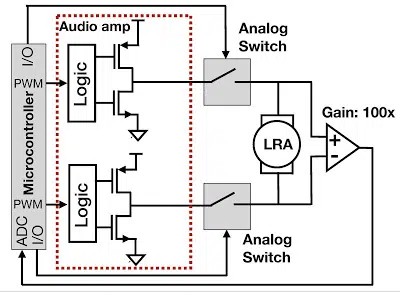 Audio amp
Analog
Switch
I/O
PWM
Logic
Microcontroller
Gain: 100x
+
-
LRA
PWM
Logic
ADC
I/O
Analog
Switch